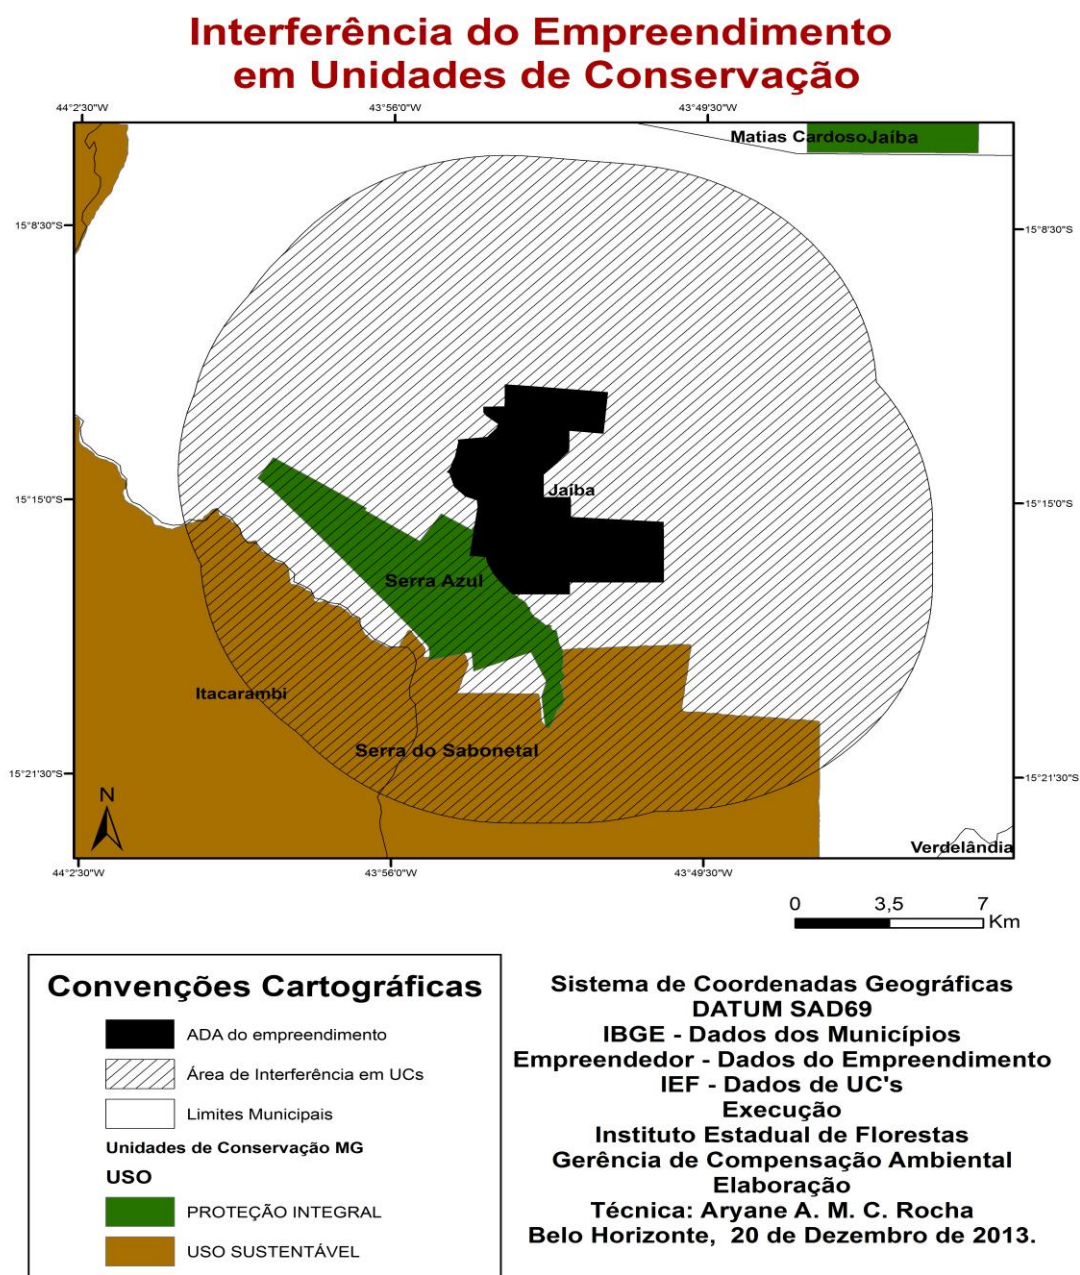 Interferência do Empreendimento
em Unidades de Conservação
44°2'30"W
43°56'0"W
43°49'30"W
Matias Cardoso
Jaíba
15°8'30"S
15°8'30"S
15°15'0"S
Jaíba
15°15'0"S
Serra Azul
Itacarambi
Serra do Sabonetal
15°21'30"S
15°21'30"S
N
Verdelândia
44°2'30"W
43°56'0"W
43°49'30"W
0 3,5 7
Km
Convenções Cartográficas
ADA do empreendimento
Área de Interferência em UCs
Limites Municipais
Unidades de Conservação MG
USO
PROTEÇÃO INTEGRAL
USO SUSTENTÁVEL
Sistema de Coordenadas Geográficas
DATUM SAD69
IBGE - Dados dos Municípios
Empreendedor - Dados do Empreendimento
IEF - Dados de UC's
Execução
Instituto Estadual de Florestas
Gerência de Compensação Ambiental
Elaboração
Técnica: Aryane A. M. C. Rocha
Belo Horizonte, 20 de Dezembro de 2013.